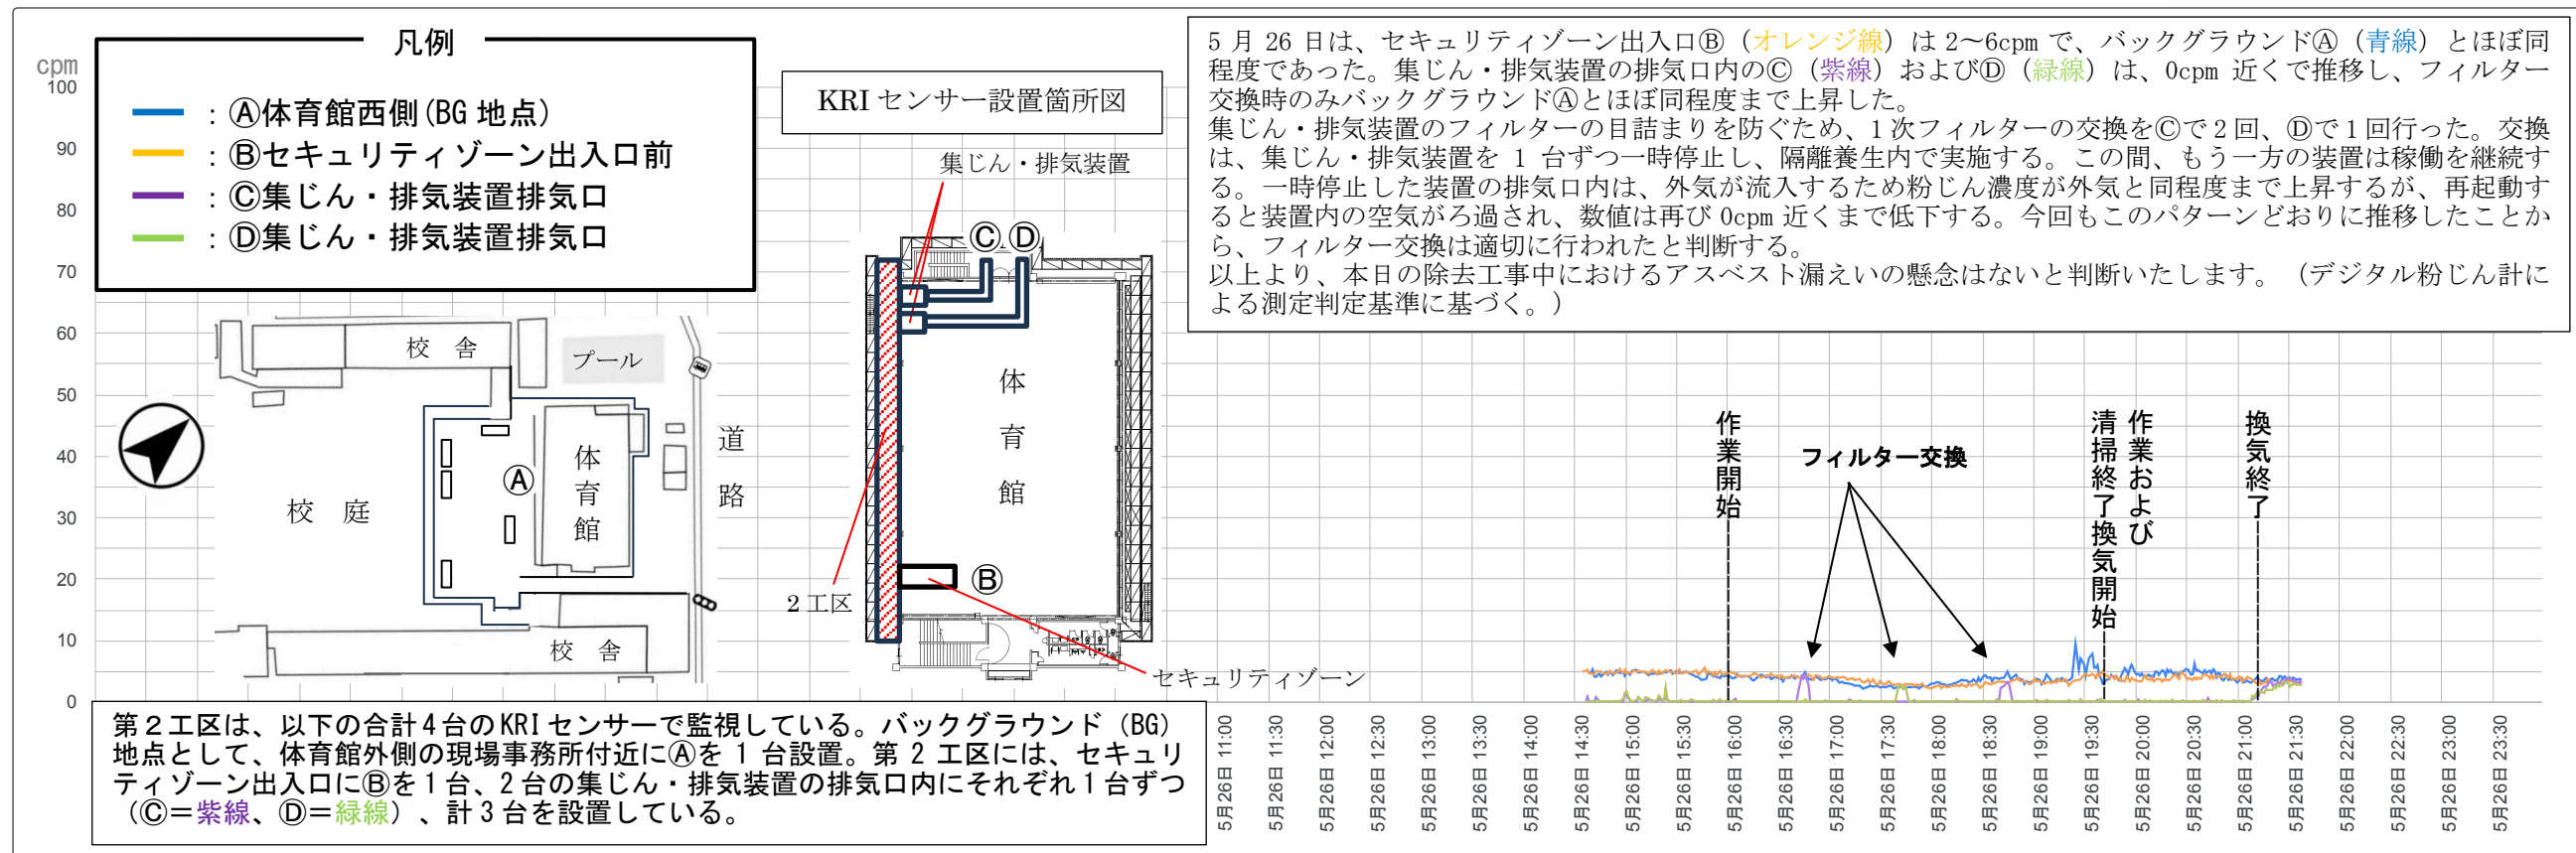 凡例
cpm
100
90
80
70
60
50
40
30
20
10
0
：Ⓐ体育館西側(BG 地点)
：Ⓑセキュリティゾーン出入口前
：Ⓒ集じん・排気装置排気口
：Ⓓ集じん・排気装置排気口
KRI センサー設置箇所図
集じん・排気装置
Ⓒ Ⓓ
体育館
Ⓑ
2 工区
セキュリティゾーン
校 舎
プール
道路
Ⓐ
体育館
校 庭
校 舎
5 月 26 日は、セキュリティゾーン出入口Ⓑ（オレンジ線）は 2～6cpm で、バックグラウンドⒶ（青線）とほぼ同
程度であった。集じん・排気装置の排気口内のⒸ（紫線）およびⒹ（緑線）は、0cpm 近くで推移し、フィルター
交換時のみバックグラウンドⒶとほぼ同程度まで上昇した。
集じん・排気装置のフィルターの目詰まりを防ぐため、1 次フィルターの交換をⒸで 2 回、Ⓓで 1 回行った。交換
は、集じん・排気装置を 1 台ずつ一時停止し、隔離養生内で実施する。この間、もう一方の装置は稼働を継続す
る。一時停止した装置の排気口内は、外気が流入するため粉じん濃度が外気と同程度まで上昇するが、再起動す
ると装置内の空気がろ過され、数値は再び 0cpm 近くまで低下する。今回もこのパターンどおりに推移したことか
ら、フィルター交換は適切に行われたと判断する。
以上より、本日の除去工事中におけるアスベスト漏えいの懸念はないと判断いたします。（デジタル粉じん計に
よる測定判定基準に基づく。）
作業開始
フィルター交換
作業および
清掃終了換気開始
換気終了
第２工区は、以下の合計 4 台の KRI センサーで監視している。バックグラウンド（BG）
地点として、体育館外側の現場事務所付近にⒶを 1 台設置。第 2 工区には、セキュリ
ティゾーン出入口にⒷを 1 台、2 台の集じん・排気装置の排気口内にそれぞれ 1 台ずつ
（Ⓒ＝紫線、Ⓓ＝緑線）、計 3 台を設置している。
5月26日 11:00
5月26日 11:30
5月26日 12:00
5月26日 12:30
5月26日 13:00
5月26日 13:30
5月26日 14:00
5月26日 14:30
5月26日 15:00
5月26日 15:30
5月26日 16:00
5月26日 16:30
5月26日 17:00
5月26日 17:30
5月26日 18:00
5月26日 18:30
5月26日 19:00
5月26日 19:30
5月26日 20:00
5月26日 20:30
5月26日 21:00
5月26日 21:30
5月26日 22:00
5月26日 22:30
5月26日 23:00
5月26日 23:30